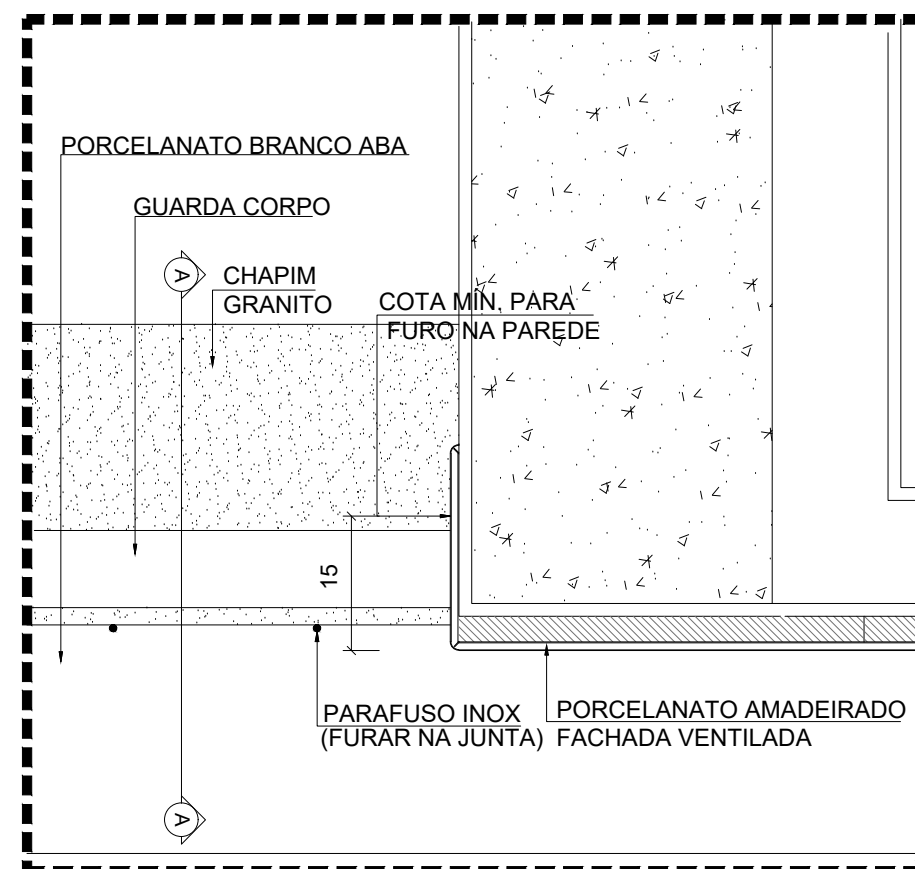 PORCELANATO BRANCO ABA
GUARDA CORPO
A
CHAPIM
GRANITO
COTA MÍN. PARA
FURO NA PAREDE
15
PARAFUSO INOX
(FURAR NA JUNTA)
PORCELANATO AMADEIRADO
FACHADA VENTILADA
A